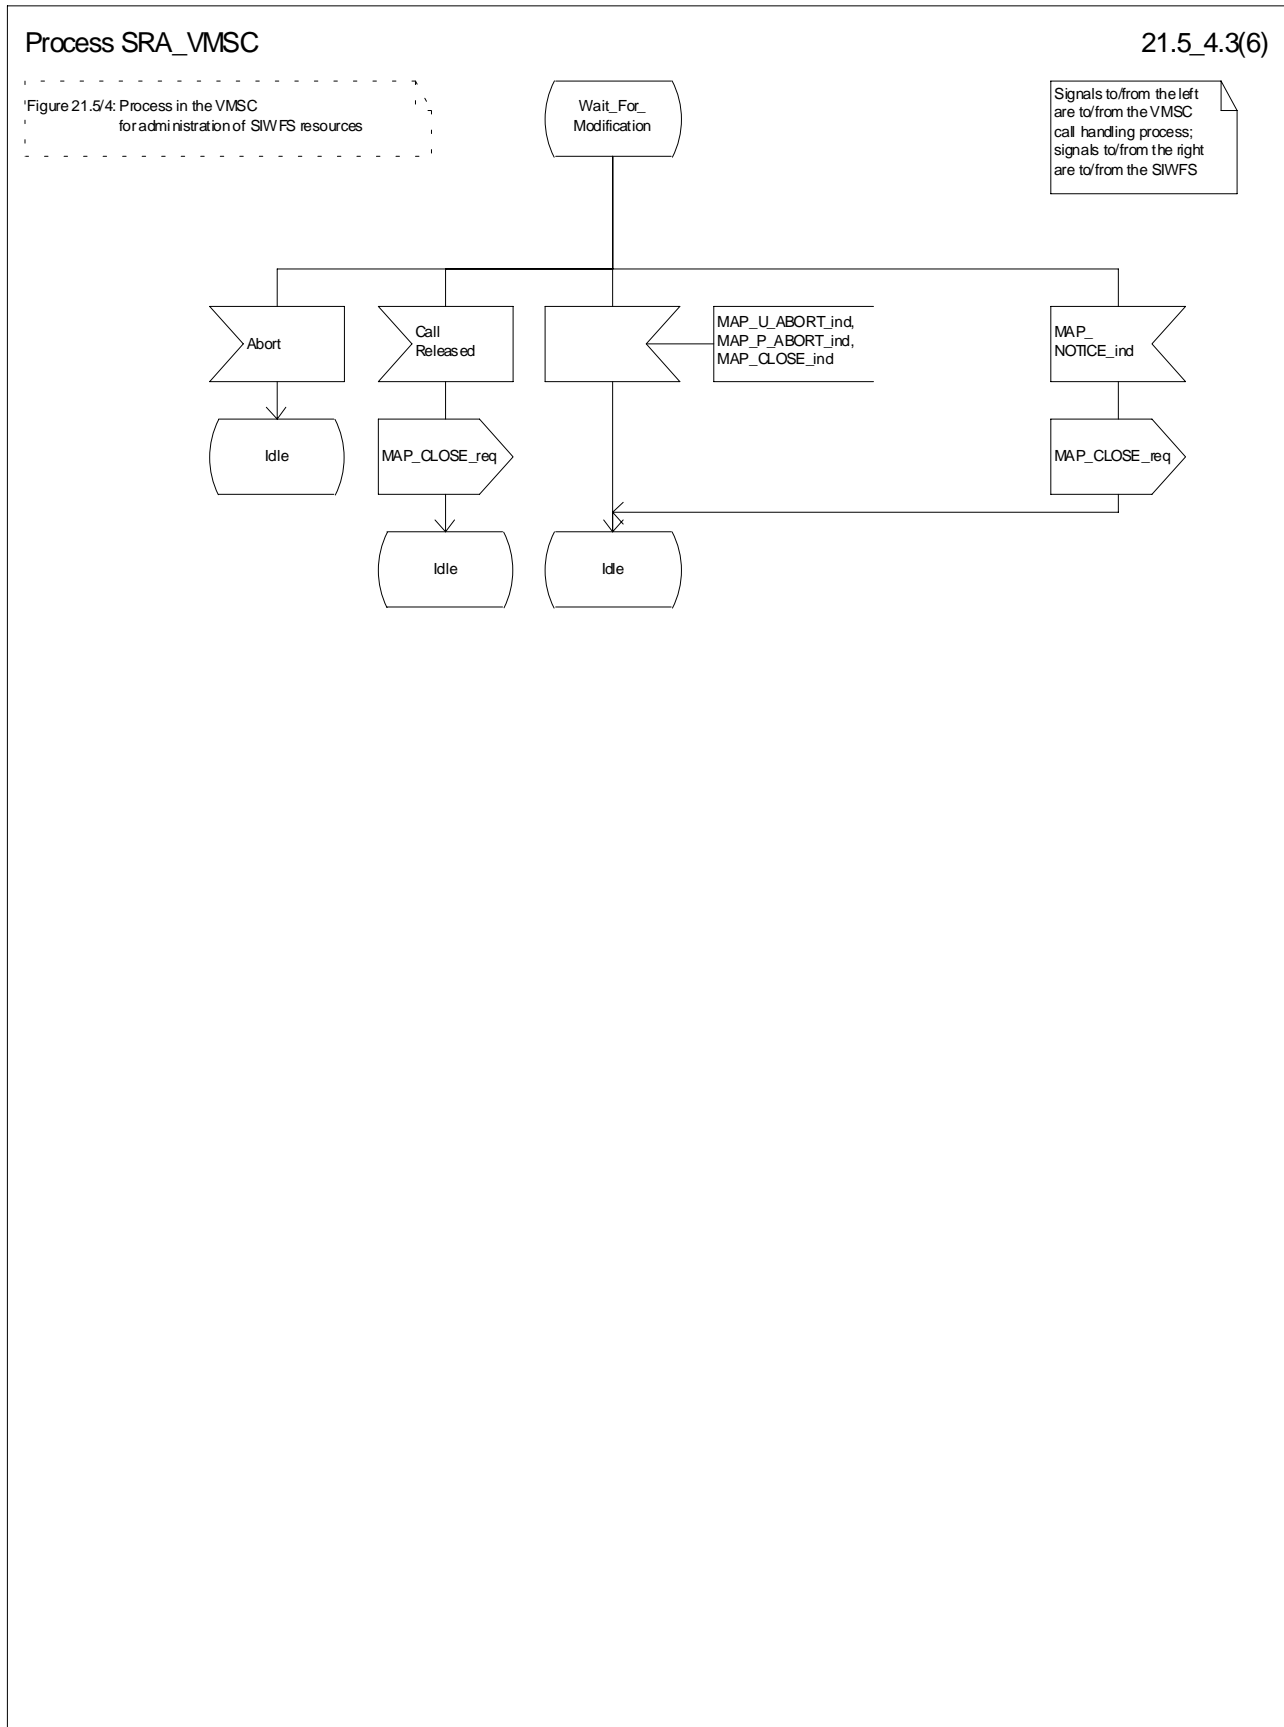 Process SRA_VMSC
21.5_4.3(6)
Figure 21.5/4: Process in the VMSC
for administration of SIWFS resources
Wait_For_
Modification
Signals to/from the left
are to/from the VMSC
call handling process;
signals to/from the right
are to/from the SIWFS
Abort
Call
Released
MAP_U_ABORT_ind,
MAP_P_ABORT_ind,
MAP_CLOSE_ind
MAP_
NOTICE_ind
Idle
MAP_CLOSE_req
MAP_CLOSE_req
Idle
Idle